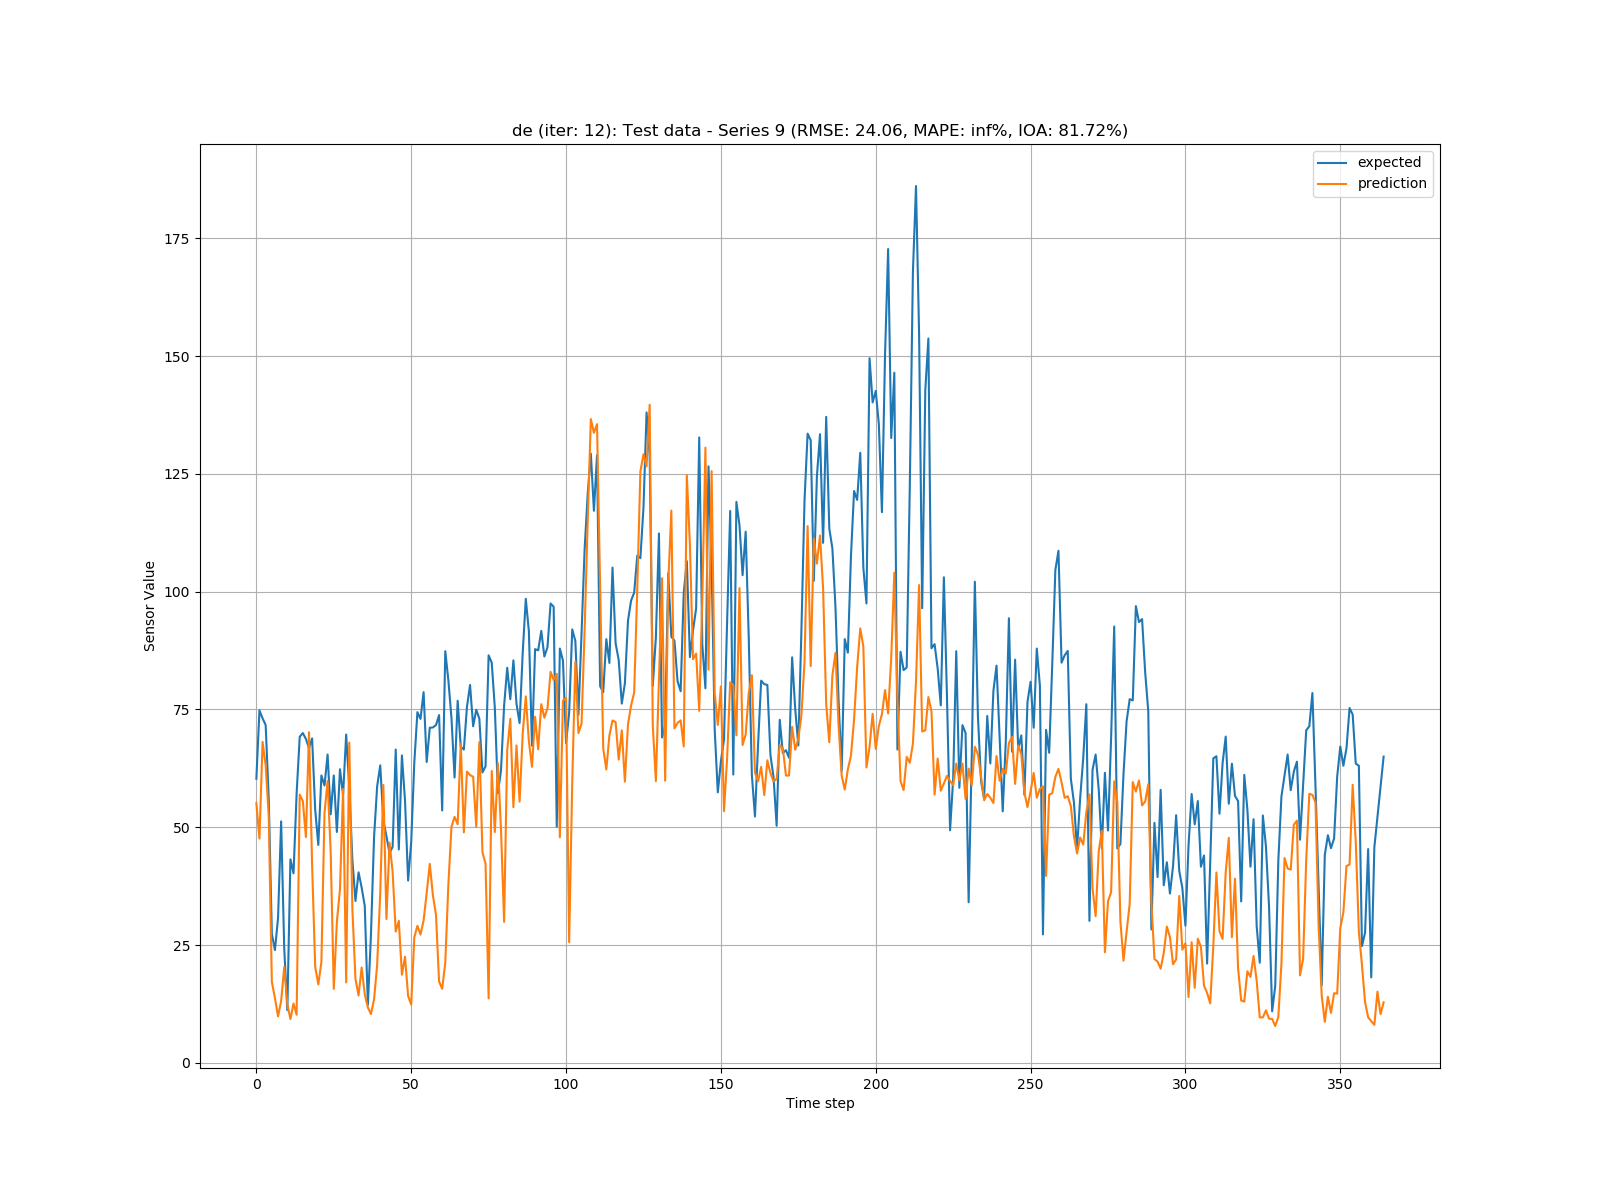 de (iter: 12): Test data - Series 9 (RMSE: 24.06, MAPE: inf%, IOA: 81.72%)
expected
prediction
175
150
125
100
75
50
25
0
Sensor Value
0 50 100 150 200 250 300 350
Time step